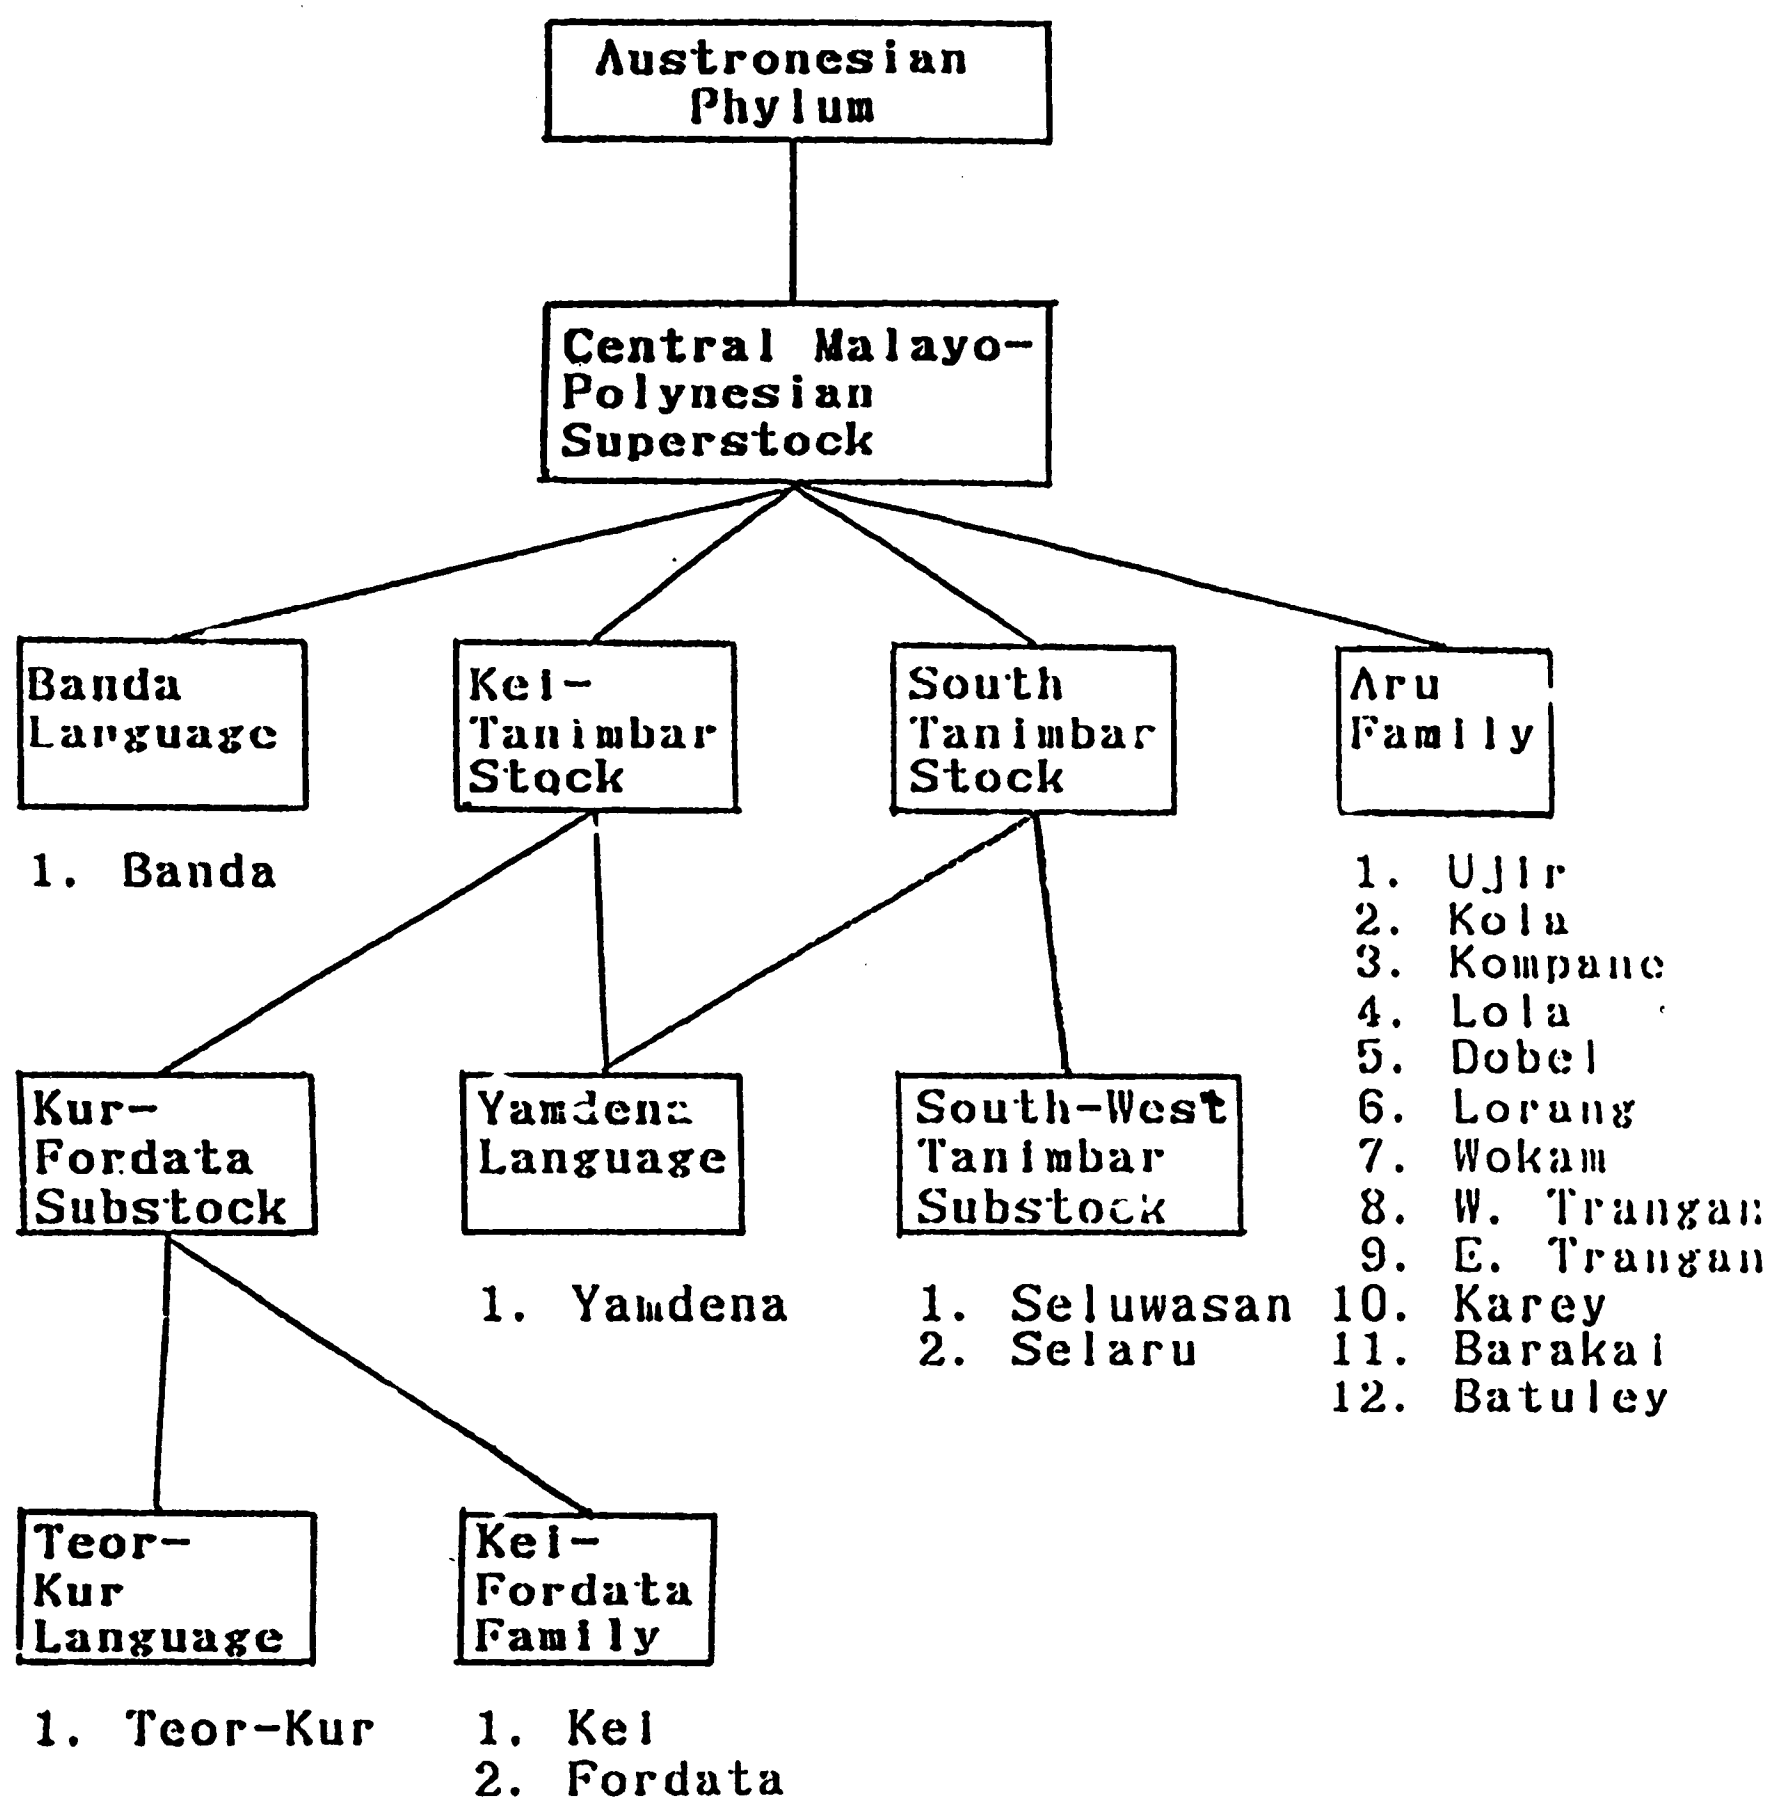 Austronesian
Phylum
Central Malayo-
Polynesian
Superstock
Banda
Language
Kei-
Tanimbar
Stock
South
Tanimbar
Stock
Aru
Family
1. Banda
1. Ujir
2. Kola
3. Kompane
4. Lola
5. Dobel
6. Lorang
7. Wokam
8. W. Trangan
9. E. Trangan
10. Karey
11. Barakai
12. Batuley
Kur-
Fordata
Substock
Yamdena
Language
South-West
Tanimbar
Substock
1. Yamdena
1. Seluwasan
2. Selaru
Teor-
Kur
Language
Kei-
Fordata
Family
1. Teor-Kur
1. Kei
2. Fordata